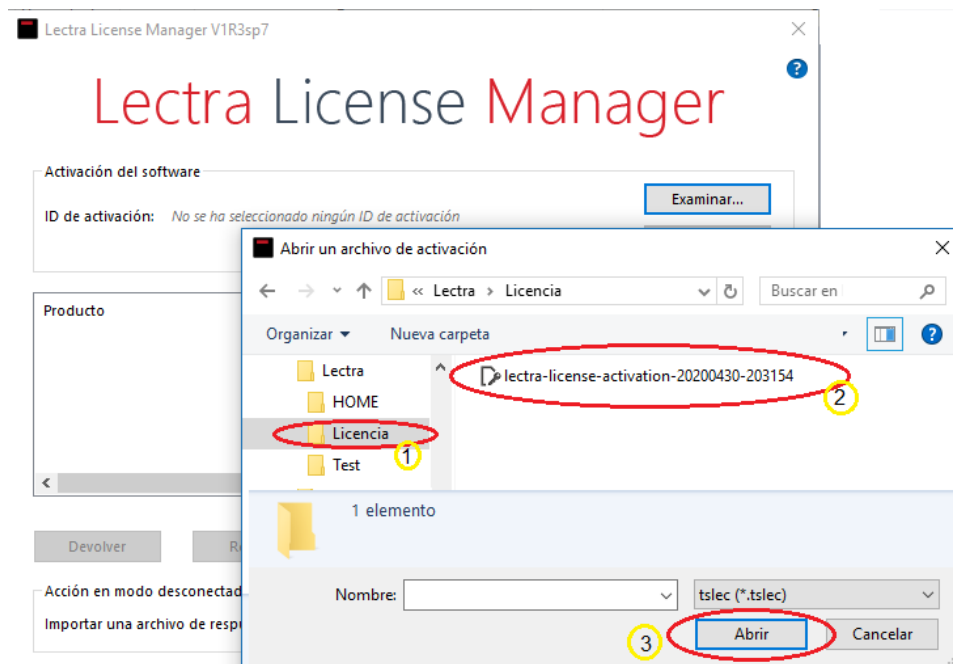 Lectra License Manager V1R3sp7
Lectra License Manager
Activación del software
Examinar...
ID de activación: No se ha seleccionado ningún ID de activación
Abrir un archivo de activación
« Lectra › Licencia
Buscar en
Organizar
Nueva carpeta
Producto
Lectra
HOME
Licencia
Test
lectra-license-activation-20200430-203154
1
2
1 elemento
Devolver
Acción en modo desconectad
Importar una archivo de resp
Nombre:
tslec (*.tslec)
3
Abrir
Cancelar